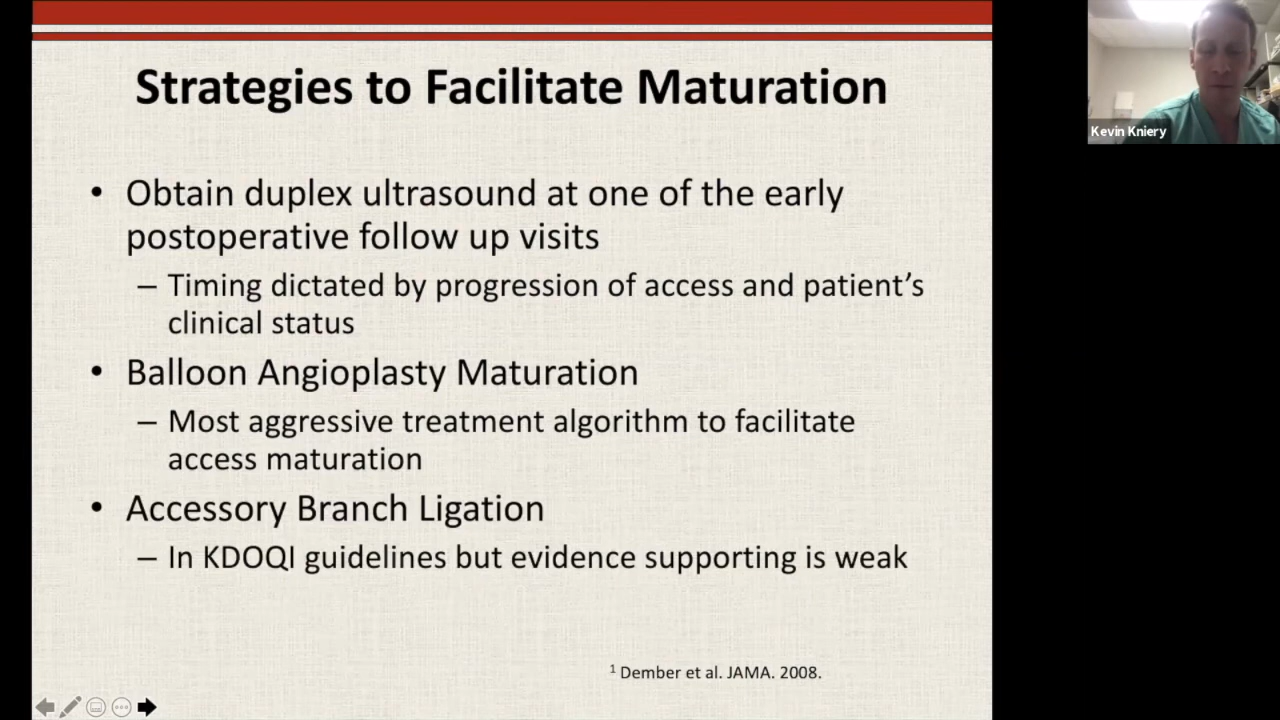 Strategies to Facilitate Maturation
• Obtain duplex ultrasound at one of the early
postoperative follow up visits
– Timing dictated by progression of access and patient’s
clinical status
• Balloon Angioplasty Maturation
– Most aggressive treatment algorithm to facilitate
access maturation
• Accessory Branch Ligation
– In KDOQI guidelines but evidence supporting is weak
1 Dember et al. JAMA. 2008.
Kevin Kniery